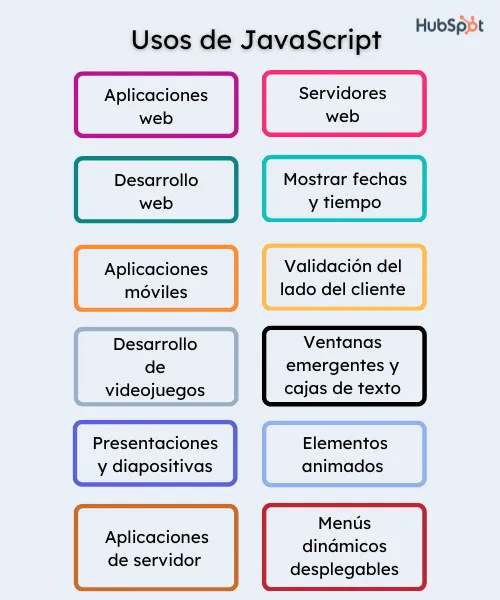 HubSpot
Usos de JavaScript
Aplicaciones
web
Servidores
web
Desarrollo
web
Mostrar fechas
y tiempo
Aplicaciones
móviles
Validación del
lado del cliente
Desarrollo
de
videojuegos
Ventanas
emergentes y
cajas de texto
Presentaciones
y diapositivas
Elementos
animados
Aplicaciones
de servidor
Menús
dinámicos
desplegables